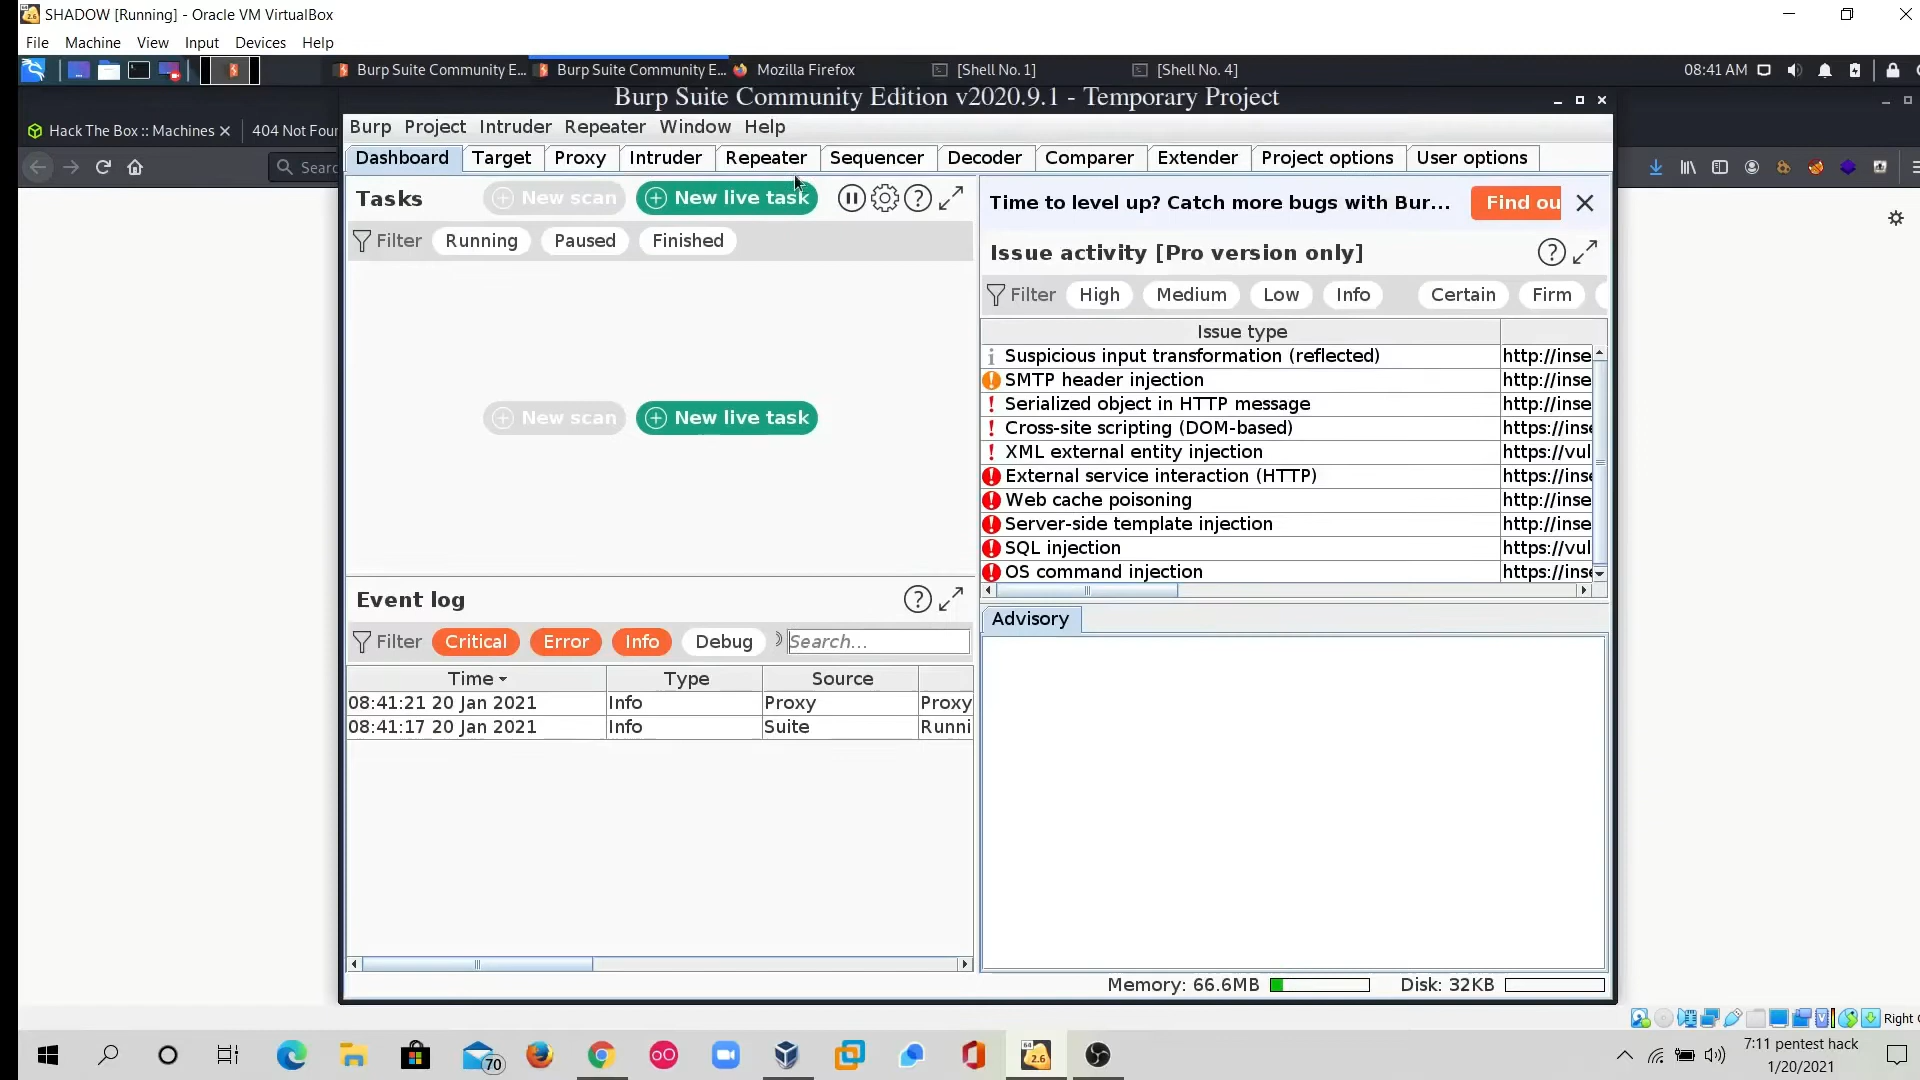 SHADOW [Running] - Oracle VM VirtualBox
File Machine View Input Devices Help
Burp Suite Community E... Burp Suite Community E... Mozilla Firefox [Shell No. 1] [Shell No. 4] 08:41 AM
Burp Suite Community Edition v2020.9.1 - Temporary Project
Hack The Box :: Machines 404 Not Foun
Burp Project Intruder Repeater Window Help
Dashboard Target Proxy Intruder Repeater Sequencer Decoder Comparer Extender Project options User options
Searc
Tasks New scan New live task
Time to level up? Catch more bugs with Bur... Find ou
Filter Running Paused Finished
Issue activity [Pro version only]
Filter High Medium Low Info Certain Firm
Issue type
Suspicious input transformation (reflected) http://inse
SMTP header injection http://inse
Serialized object in HTTP message http://inse
Cross-site scripting (DOM-based) https://inse
XML external entity injection https://vul
External service interaction (HTTP) https://inse
Web cache poisoning http://inse
Server-side template injection http://inse
SQL injection https://vul
OS command injection https://inse
New scan New live task
Event log
Filter Critical Error Info Debug Search...
Time Type Source
08:41:21 20 Jan 2021 Info Proxy Proxy
08:41:17 20 Jan 2021 Info Suite Runni
Advisory
Memory: 66.6MB Disk: 32KB
Right
70
64
2.6
7:11 pentest hack
1/20/2021